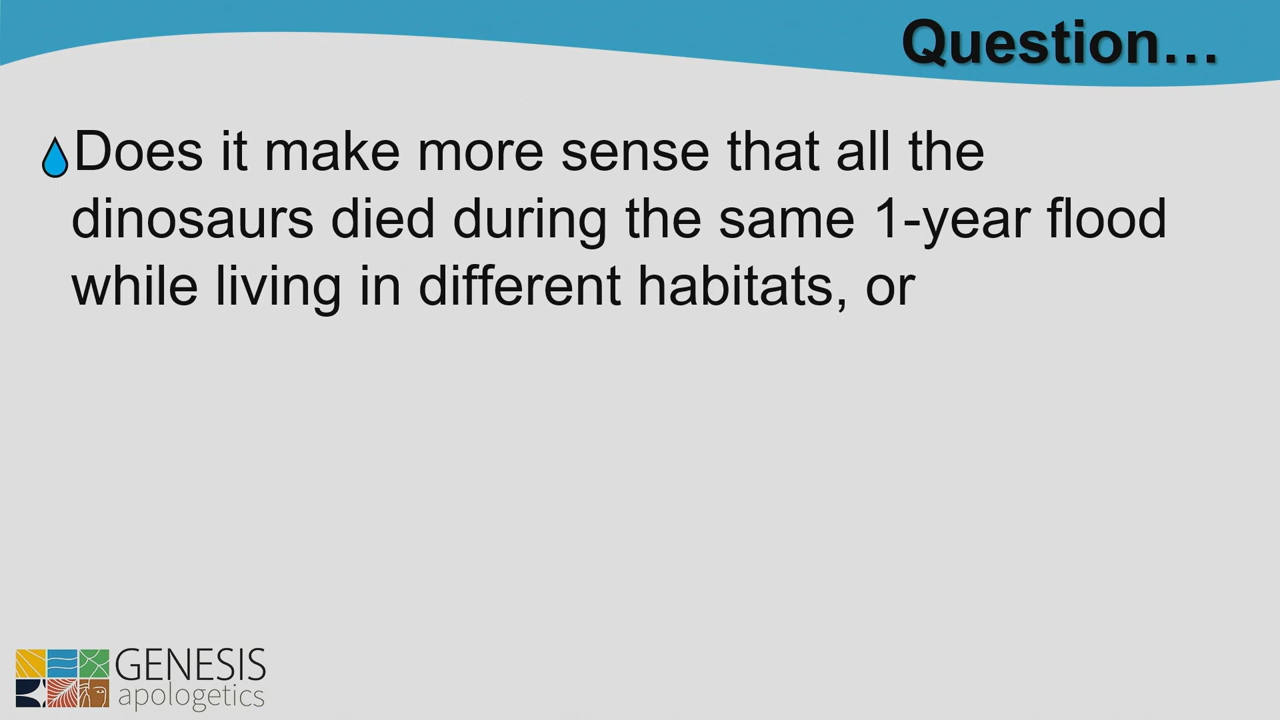 Question…
Does it make more sense that all the
dinosaurs died during the same 1-year flood
while living in different habitats, or
GENESIS
apologetics